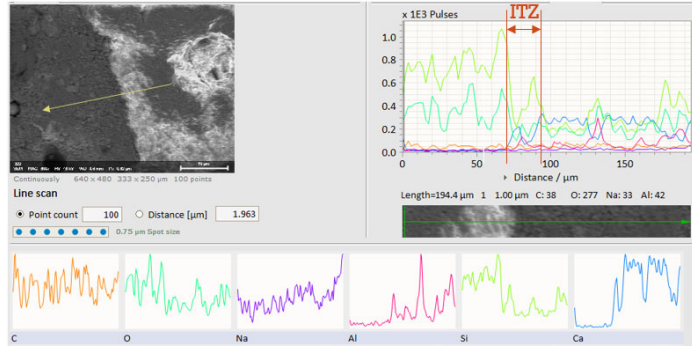 x 1E3 Pulses
ITZ
1.0
0.8
0.6
0.4
0.2
0.0
0 50 100 150
Distance / µm
Continuously 640 x 480 333 x 250 µm 100 points
Line scan
Point count 100 Distance [µm] 1.963
0.75 µm Spot size
Length=194.4 µm 1 1.00 µm C: 38 O: 277 Na: 33 Al: 42
C O Na Al Si Ca